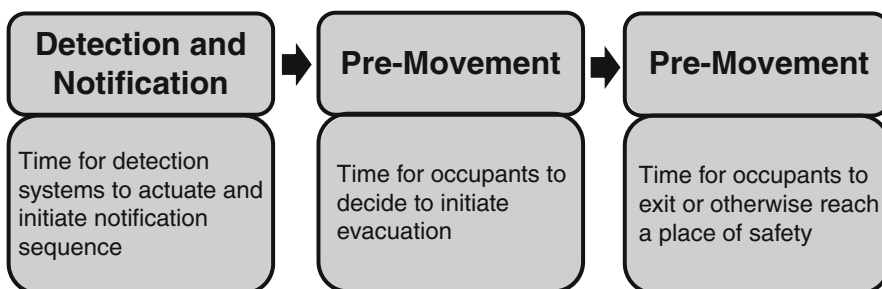 Detection and
Notification
Time for detection
systems to actuate and
initiate notification
sequence
Pre-Movement
Time for occupants to
decide to initiate
evacuation
Pre-Movement
Time for occupants to
exit or otherwise reach
a place of safety